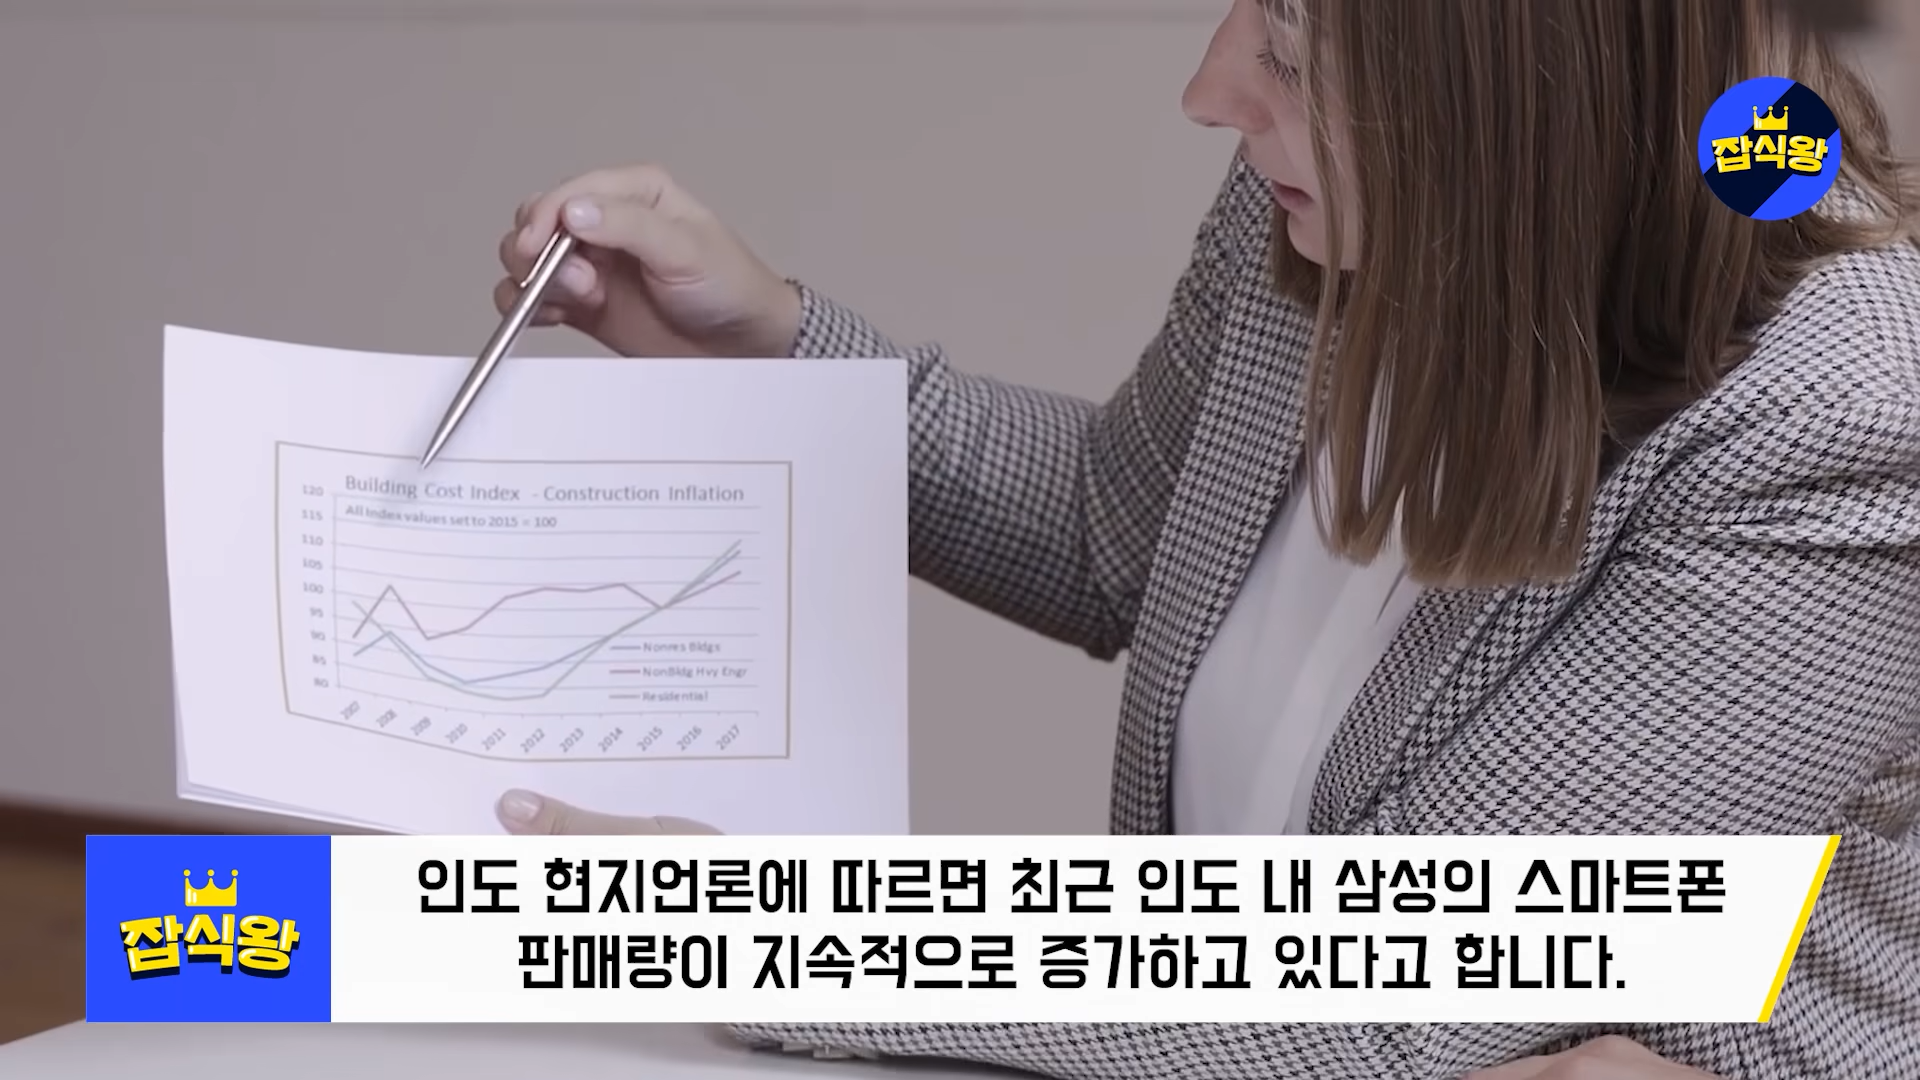 잡식왕
Building Cost Index - Construction Inflation
All Index values set to 2015 = 100
120
115
110
105
100
95
90
85
80
Nonres Bldgs
NonBldg Hvy Engr
Residential
2007
2008
2009
2010
2011
2012
2013
2014
2015
2016
2017
잡식왕
인도 현지언론에 따르면 최근 인도 내 삼성의 스마트폰
판매량이 지속적으로 증가하고 있다고 합니다.